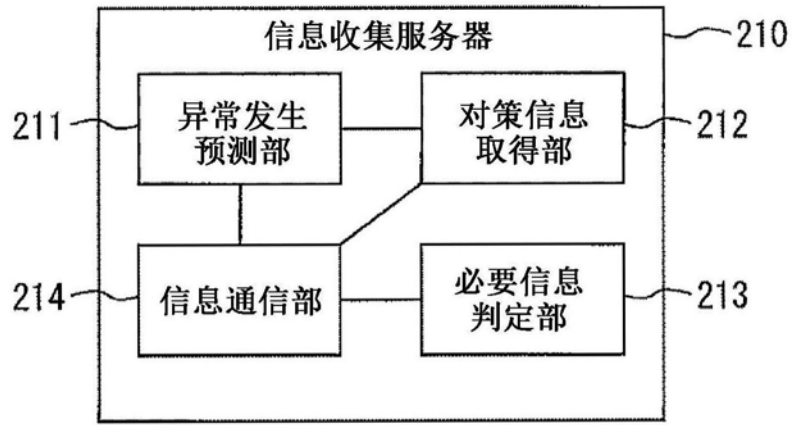 信息收集服务器
210
211
异常发生
预测部
对策信息
取得部
212
214
信息通信部
必要信息
判定部
213